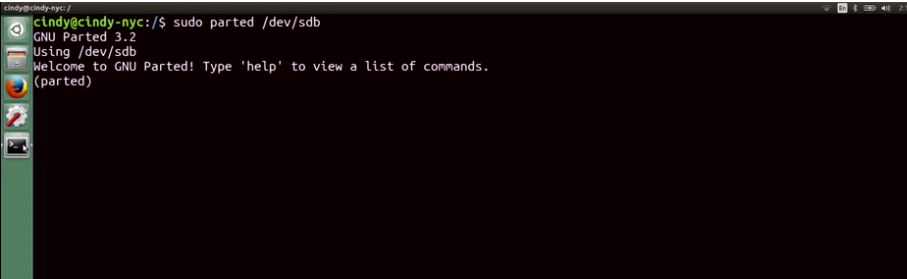 cindy@cindy-nyc: /
En
cindy@cindy-nyc:/$ sudo parted /dev/sdb
GNU Parted 3.2
Using /dev/sdb
Welcome to GNU Parted! Type 'help' to view a list of commands.
(parted)